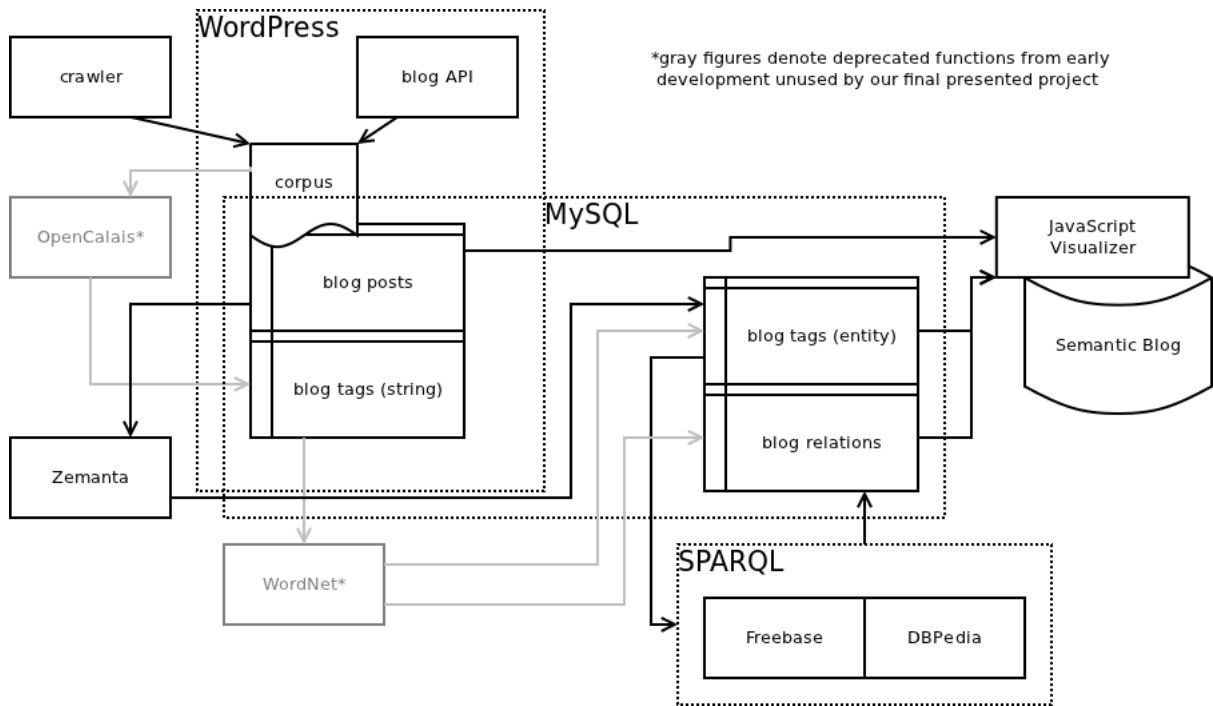 WordPress
crawler
blog API
*gray figures denote deprecated functions from early
development unused by our final presented project
corpus
OpenCalais*
MySQL
JavaScript
Visualizer
blog posts
blog tags (entity)
Semantic Blog
blog tags (string)
blog relations
Zemanta
SPARQL
WordNet*
Freebase
DBPedia